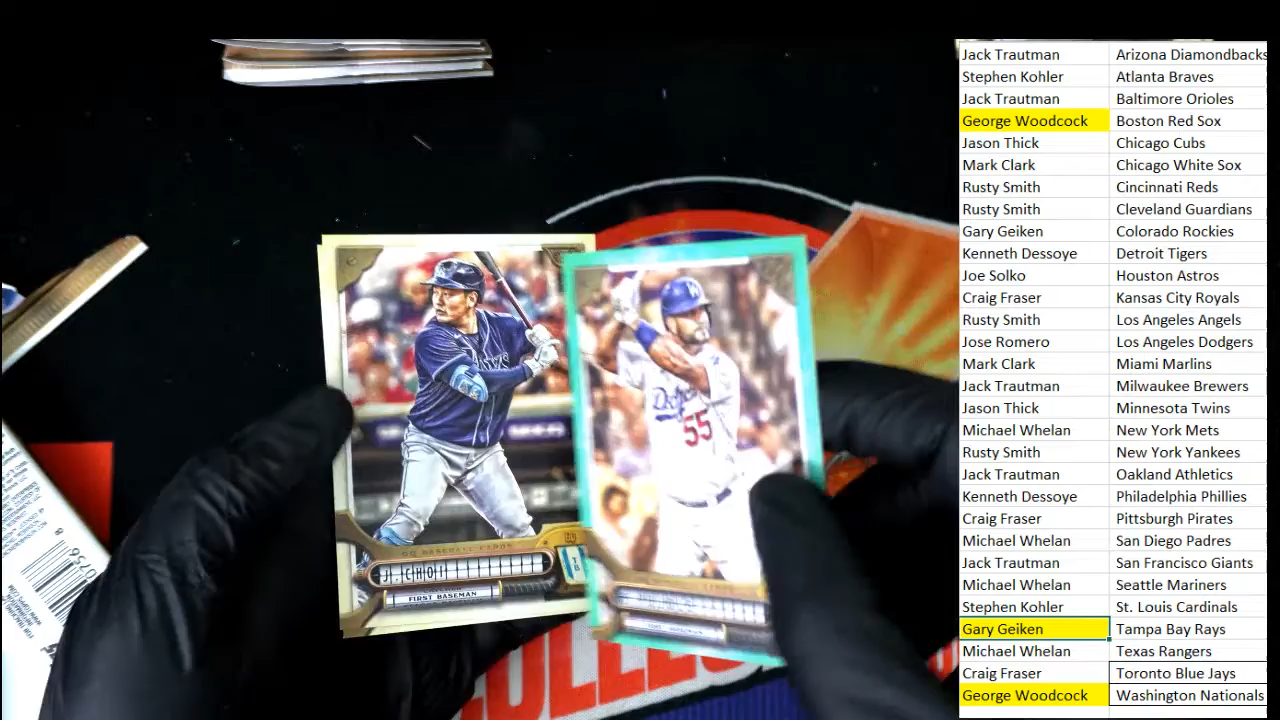 Jack Trautman Arizona Diamondbacks
Stephen Kohler Atlanta Braves
Jack Trautman Baltimore Orioles
George Woodcock Boston Red Sox
Jason Thick Chicago Cubs
Mark Clark Chicago White Sox
Rusty Smith Cincinnati Reds
Rusty Smith Cleveland Guardians
Gary Geiken Colorado Rockies
Kenneth Dessoye Detroit Tigers
Joe Solko Houston Astros
Craig Fraser Kansas City Royals
Rusty Smith Los Angeles Angels
Jose Romero Los Angeles Dodgers
Mark Clark Miami Marlins
Jack Trautman Milwaukee Brewers
Jason Thick Minnesota Twins
Michael Whelan New York Mets
Rusty Smith New York Yankees
Jack Trautman Oakland Athletics
Kenneth Dessoye Philadelphia Phillies
Craig Fraser Pittsburgh Pirates
Michael Whelan San Diego Padres
Jack Trautman San Francisco Giants
Michael Whelan Seattle Mariners
Stephen Kohler St. Louis Cardinals
Gary Geiken Tampa Bay Rays
Michael Whelan Texas Rangers
Craig Fraser Toronto Blue Jays
George Woodcock Washington Nationals
Dodgers
55
GQ BASEBALL CARDS
J. CHOI
18
FIRST BASEMAN